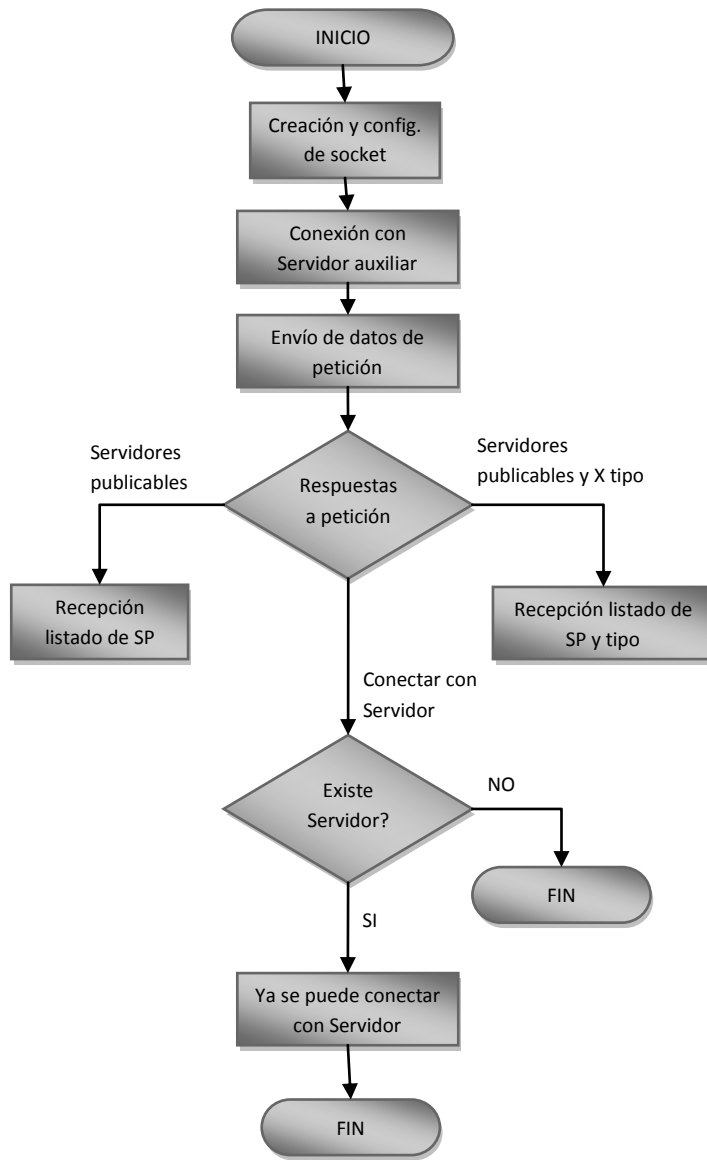 INICIO
Creación y config.
de socket
Conexión con
Servidor auxiliar
Envío de datos de
petición
Servidores
publicables
Respuestas
a petición
Servidores
publicables y X tipo
Recepción
listado de SP
Recepción listado de
SP y tipo
Conectar con
Servidor
Existe
Servidor?
NO
FIN
SI
Ya se puede conectar
con Servidor
FIN